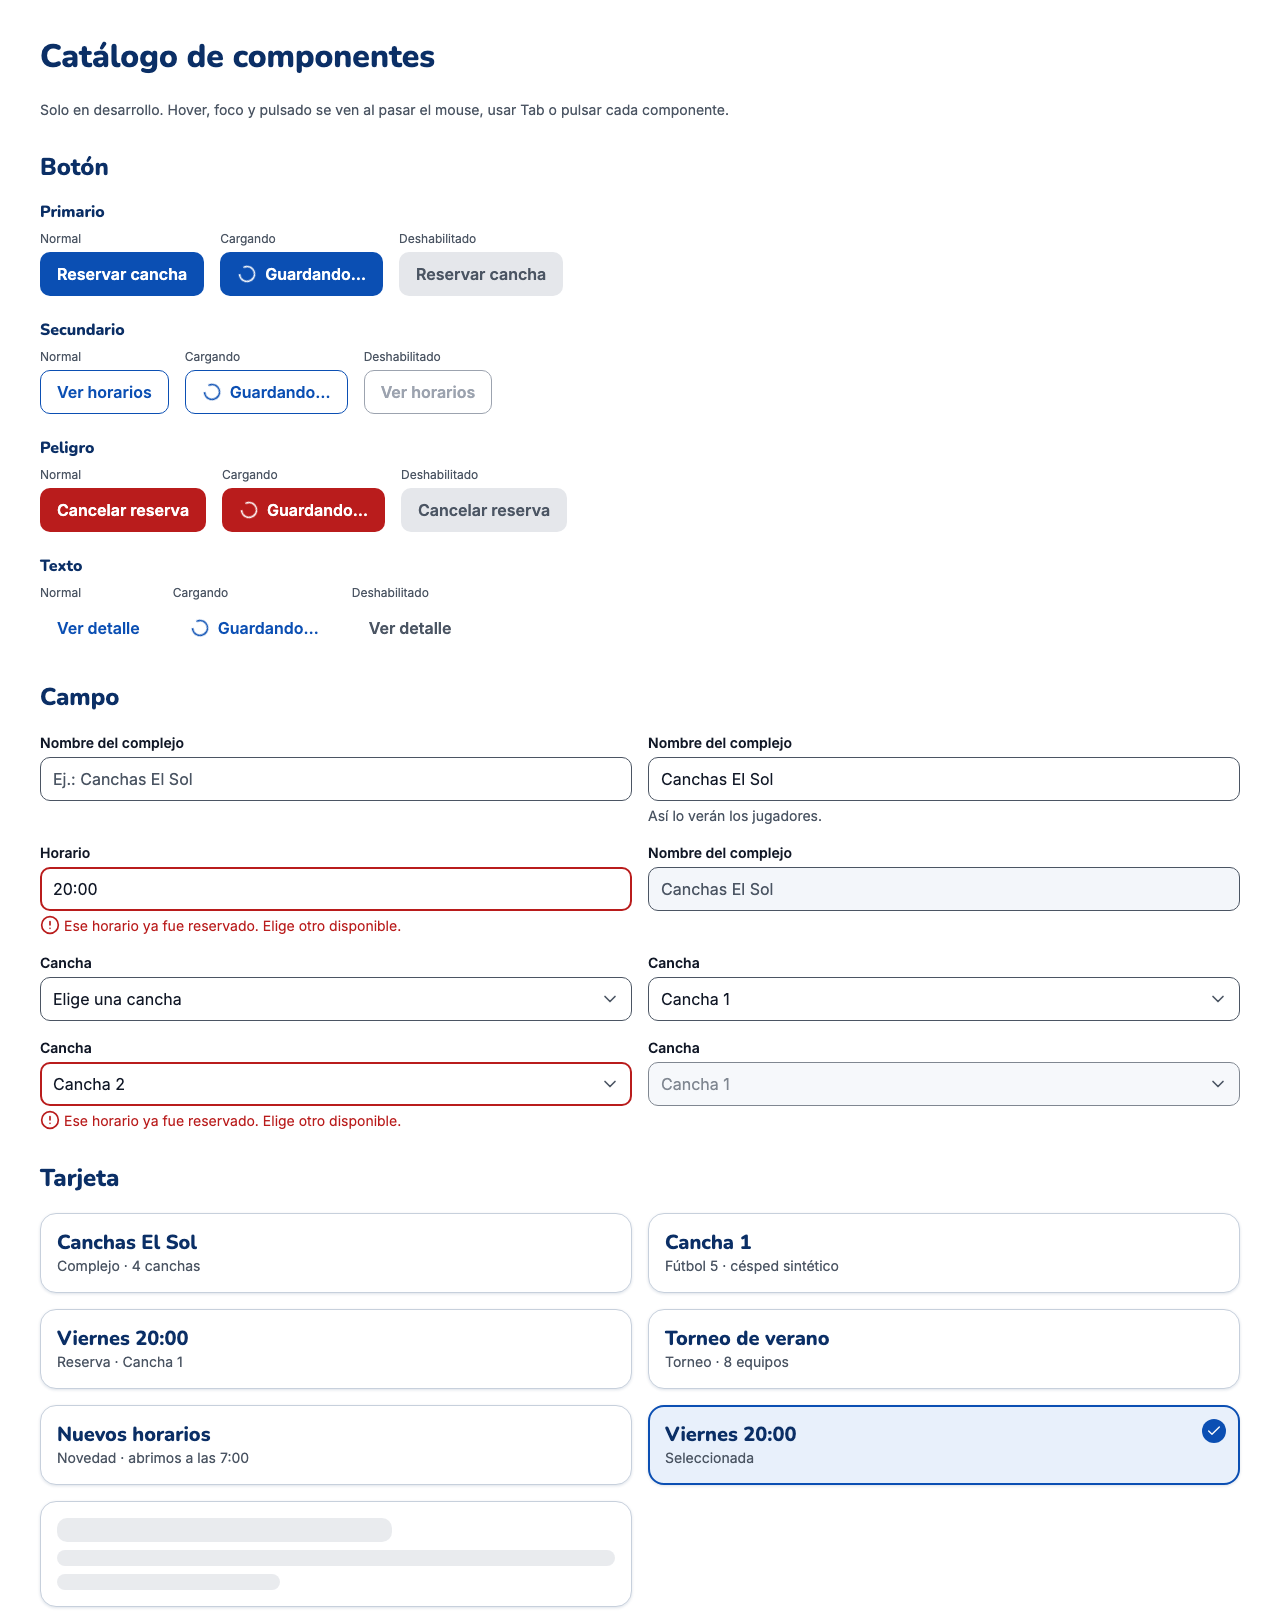 Catálogo de componentes
Solo en desarrollo. Hover, foco y pulsado se ven al pasar el mouse, usar Tab o pulsar cada componente.
Botón
Primario
Normal Cargando Deshabilitado
Reservar cancha Guardando... Reservar cancha
Secundario
Normal Cargando Deshabilitado
Ver horarios Guardando... Ver horarios
Peligro
Normal Cargando Deshabilitado
Cancelar reserva Guardando... Cancelar reserva
Texto
Normal Cargando Deshabilitado
Ver detalle Guardando... Ver detalle
Campo
Nombre del complejo Nombre del complejo
Ej.: Canchas El Sol Canchas El Sol
Así lo verán los jugadores.
Horario Nombre del complejo
20:00 Canchas El Sol
Ese horario ya fue reservado. Elige otro disponible.
Cancha Cancha
Elige una cancha Cancha 1
Cancha Cancha
Cancha 2 Cancha 1
Ese horario ya fue reservado. Elige otro disponible.
Tarjeta
Canchas El Sol Cancha 1
Complejo · 4 canchas Fútbol 5 · césped sintético
Viernes 20:00 Torneo de verano
Reserva · Cancha 1 Torneo · 8 equipos
Nuevos horarios Viernes 20:00
Novedad · abrimos a las 7:00 Seleccionada